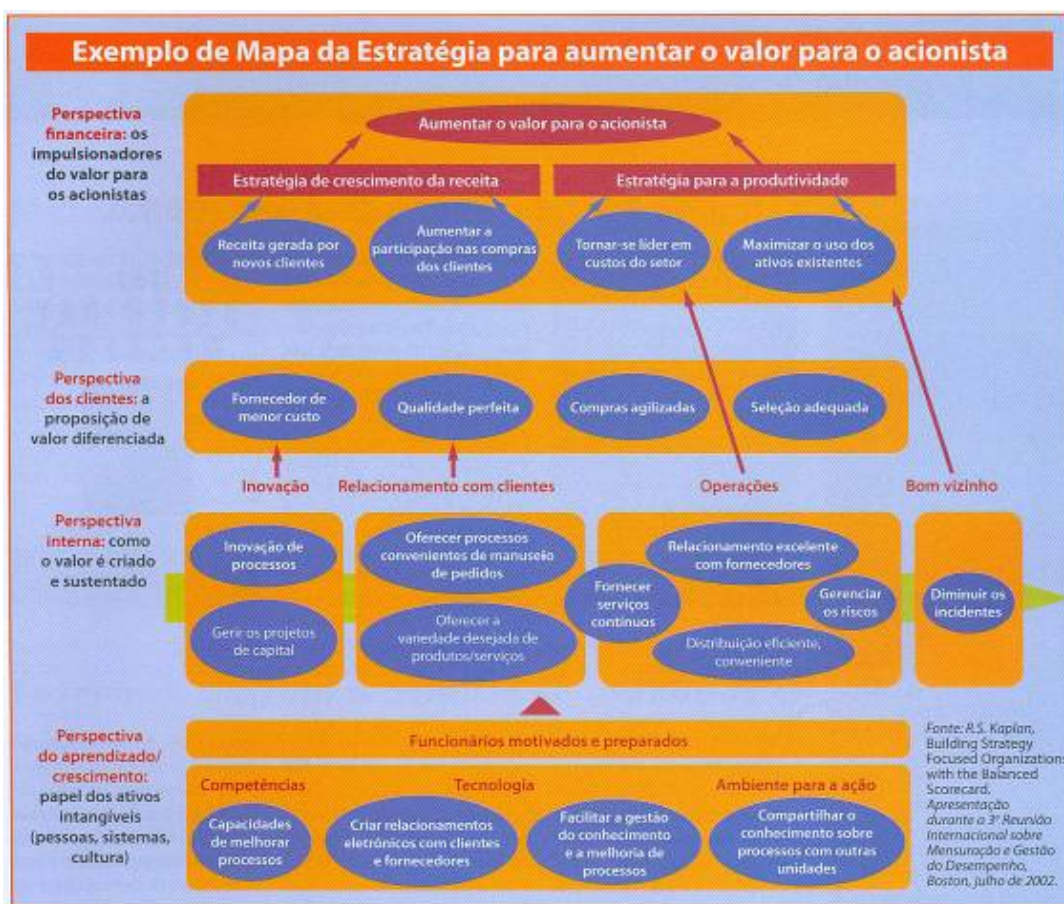 Exemplo de Mapa da Estratégia para aumentar o valor para o acionista
Perspectiva
financeira: os
impulsionadores
do valor para
os acionistas
Aumentar o valor para o acionista
Estratégia de crescimento da receita
Estratégia para a produtividade
Receita gerada por
novos clientes
Aumentar a
participação nas compras
dos clientes
Tornar-se líder em
custos do setor
Maximizar o uso dos
ativos existentes
Perspectiva
dos clientes: a
proposição de
valor diferenciada
Fornecedor de
menor custo
Qualidade perfeita
Compras agilizadas
Seleção adequada
Inovação
Relacionamento com clientes
Operações
Bom vizinho
Perspectiva
interna: como
o valor é criado
e sustentado
Inovação de
processos
Gerir os projetos
de capital
Oferecer processos
convenientes de manuseio
de pedidos
Oferecer a
variedade desejada de
produtos/serviços
Fornecer
serviços
contínuos
Relacionamento excelente
com fornecedores
Gerenciar
os riscos
Distribuição eficiente,
conveniente
Diminuir os
incidentes
Perspectiva
do aprendizado/
crescimento:
papel dos ativos
intangíveis
(pessoas, sistemas,
cultura)
Funcionários motivados e preparados
Competências
Tecnologia
Ambiente para a ação
Capacidades
de melhorar
processos
Criar relacionamentos
eletrônicos com clientes
e fornecedores
Facilitar a gestão
do conhecimento
e a melhoria de
processos
Compartilhar o
conhecimento sobre
processos com outras
unidades
Fonte: R.S. Kaplan,
Building Strategy
Focused Organizations
with the Balanced
Scorecard.
Apresentação
durante a 3ª Reunião
Internacional sobre
Mensuração e Gestão
do Desempenho,
Boston, julho de 2002.